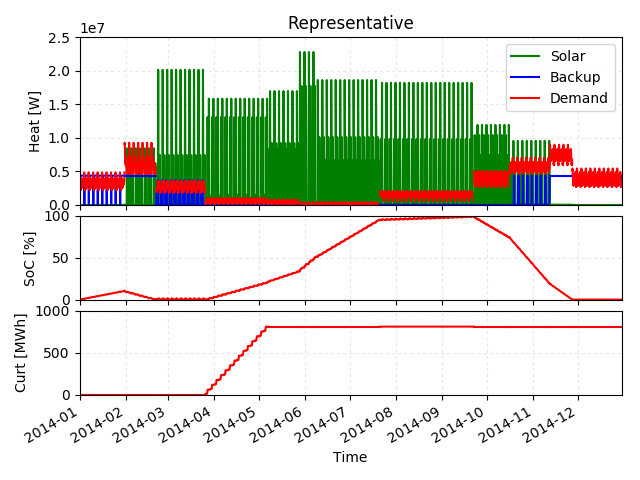 Representative
1e7
Heat [W]
2.5
2.0
1.5
1.0
0.5
0.0
Solar
Backup
Demand
SoC [%]
100
50
0
Curt [MWh]
1000
500
0
2014-01
2014-02
2014-03
2014-04
2014-05
2014-06
2014-07
2014-08
2014-09
2014-10
2014-11
2014-12
Time